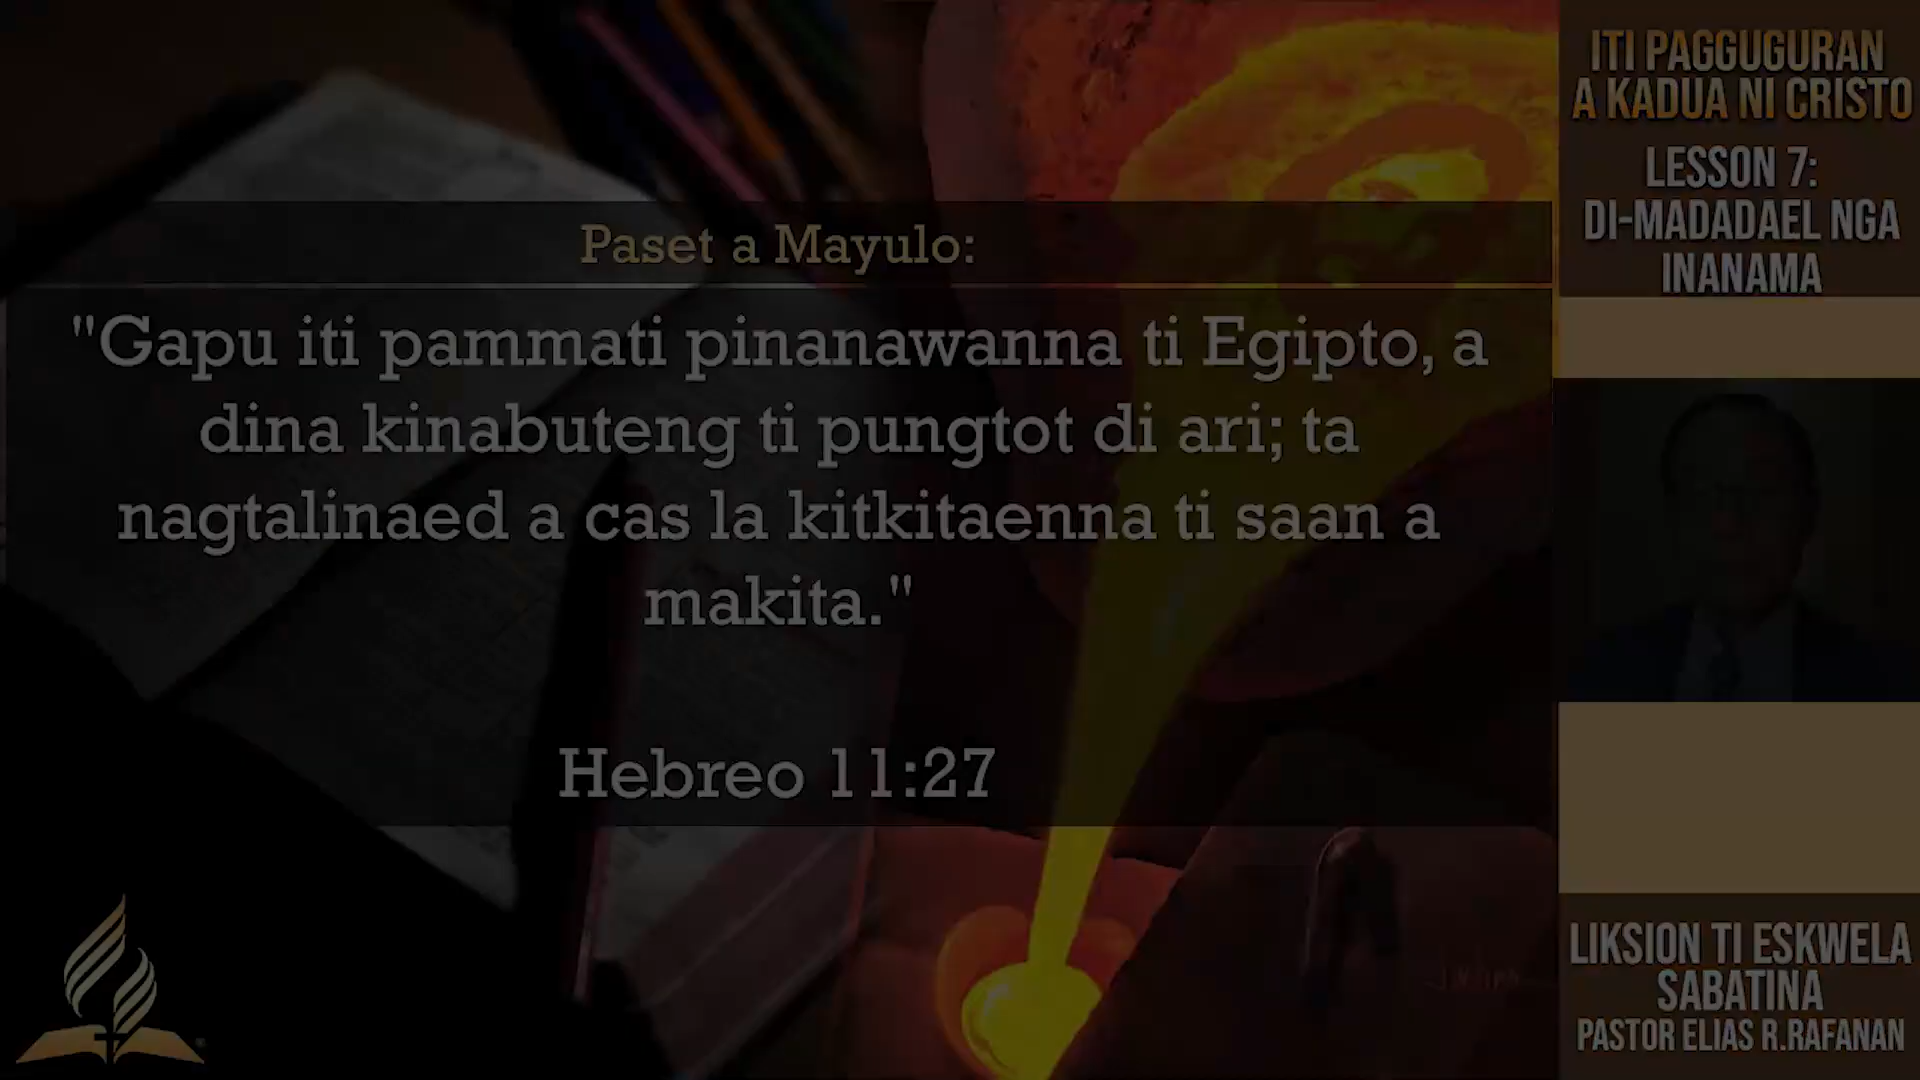 Paset a Mayulo:
"Gapu iti pammati pinanawanna ti Egipto, a
dina kinabuteng ti pungtot di ari; ta
nagtalinaed a cas la kitkitaenna ti saan a
makita."
Hebreo 11:27
ITI PAGGUGURAN
A KADUA NI CRISTO
LESSON 7:
DI-MADADAEL NGA
INANAMA
LIKSION TI ESKWELA
SABATINA
PASTOR ELIAS R.RAFANAN